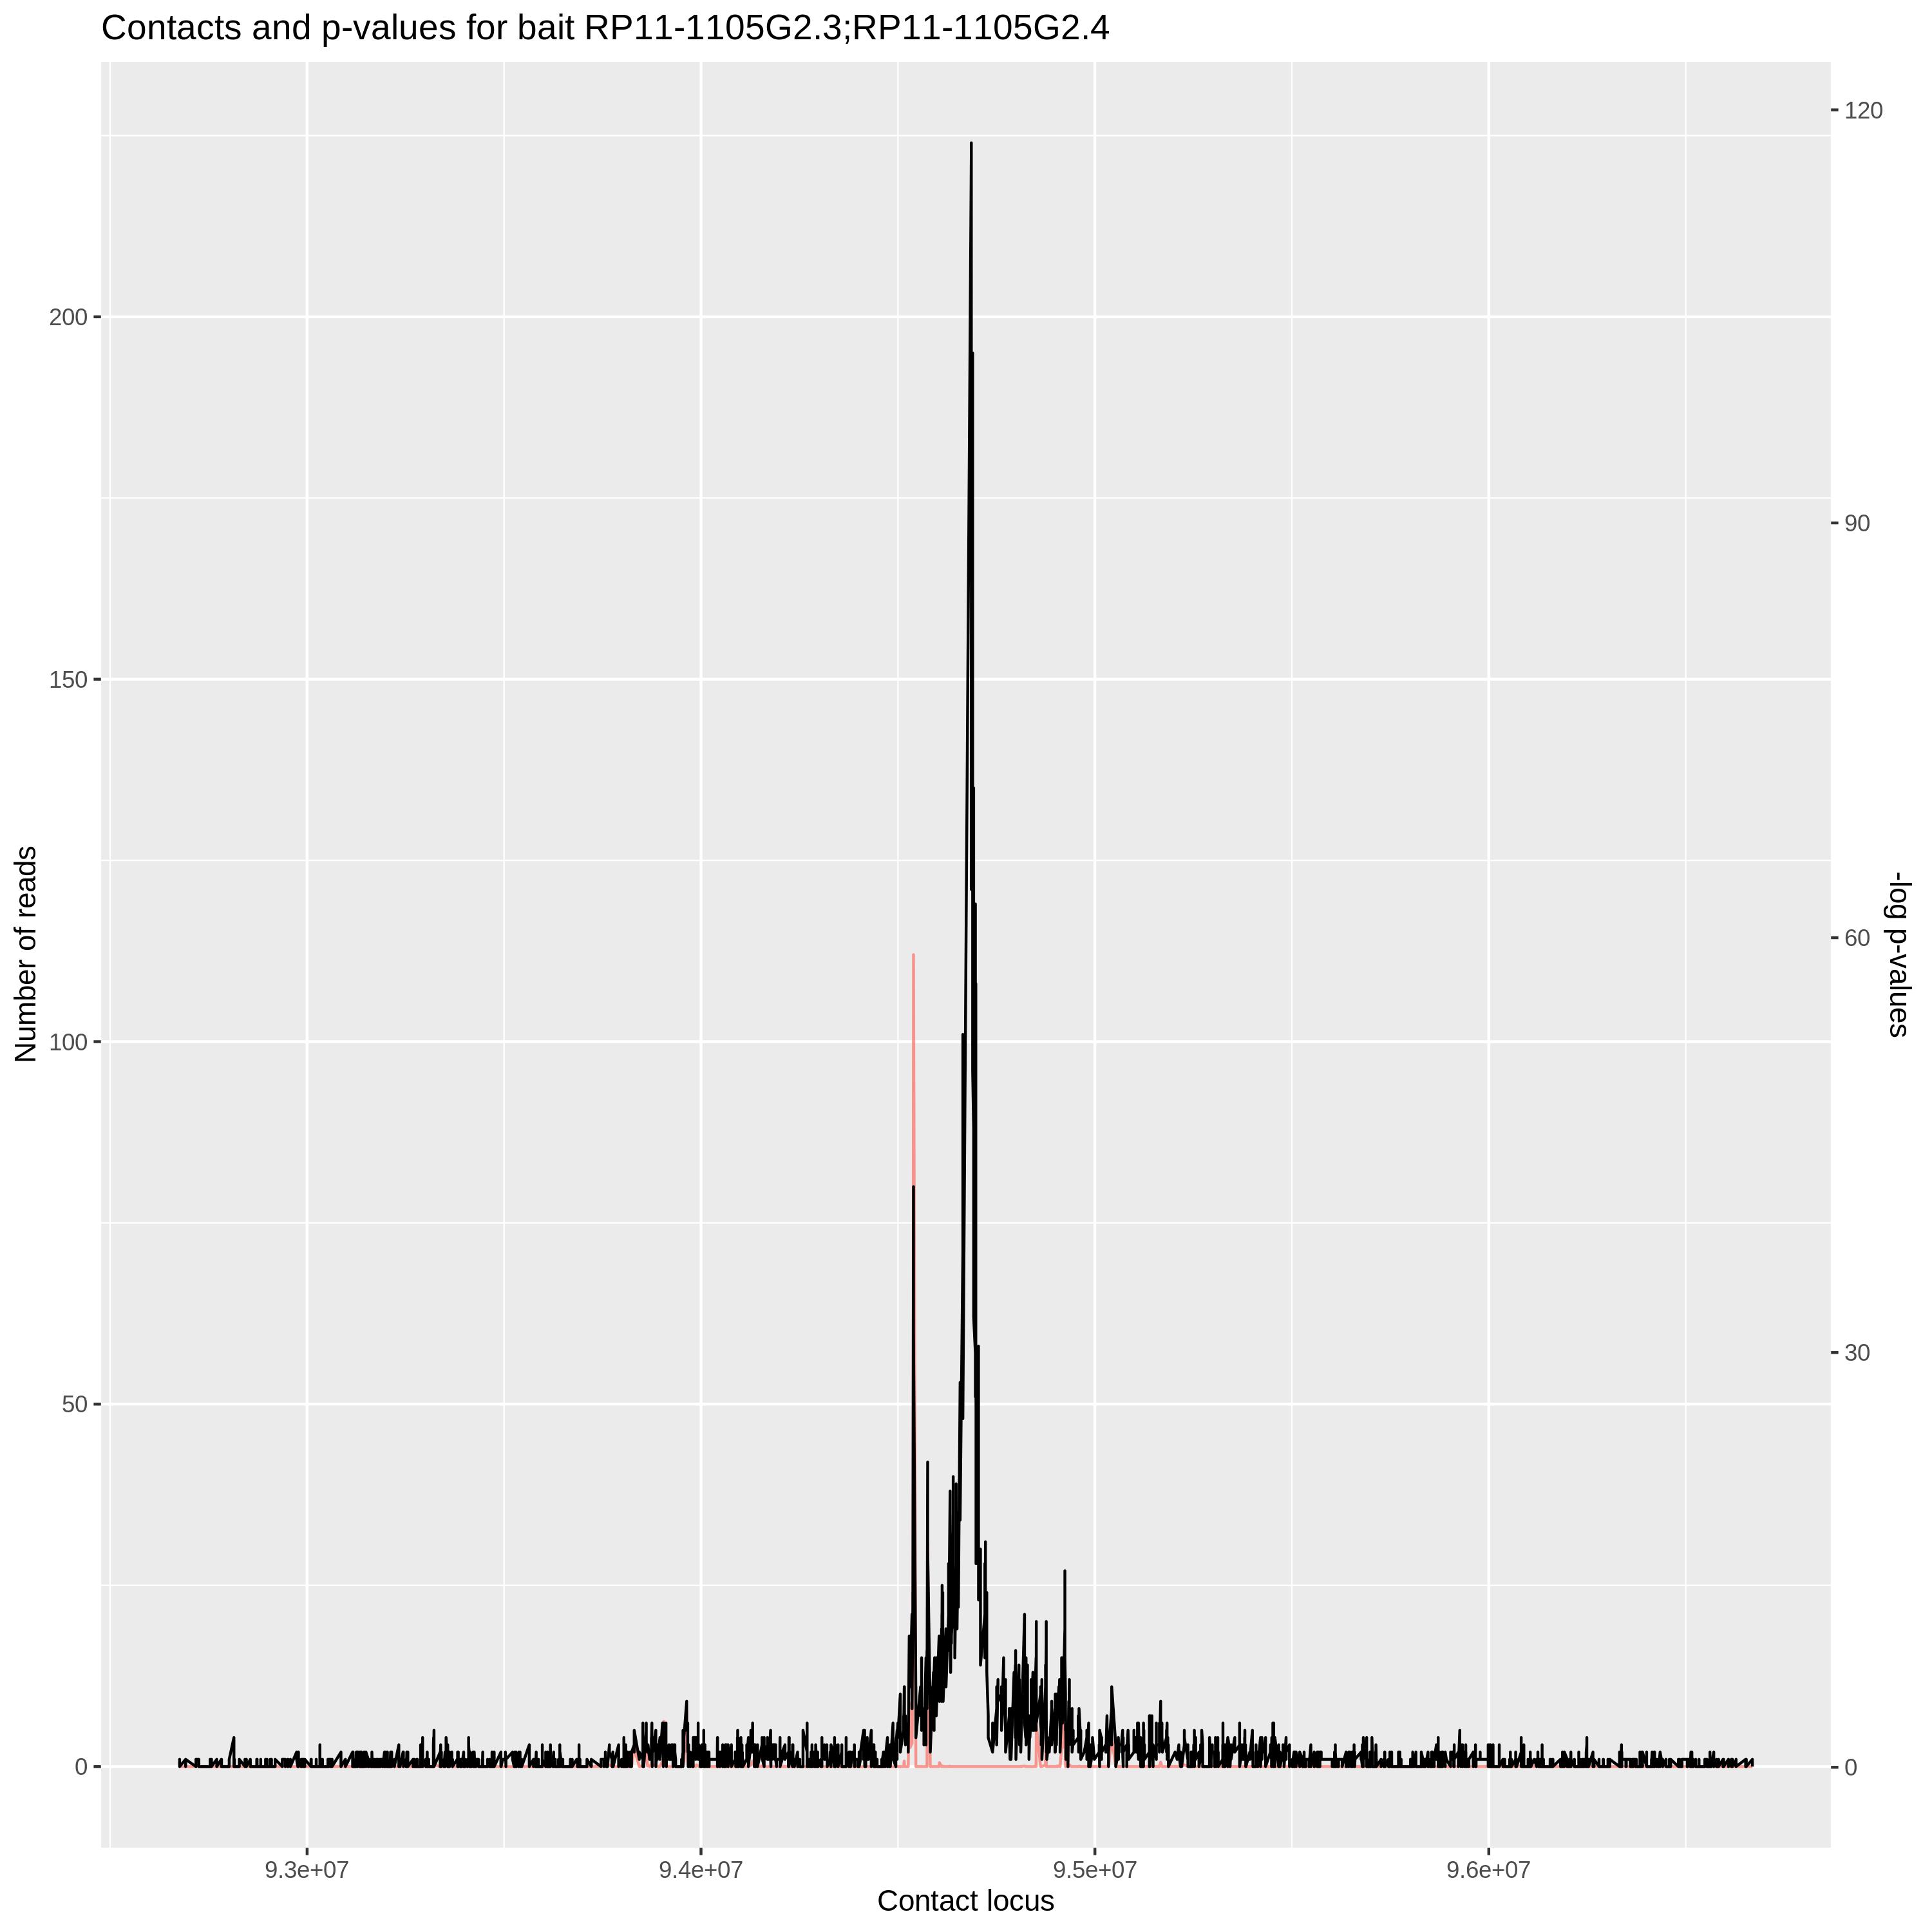 Contacts and p-values for bait RP11-1105G2.3;RP11-1105G2.4
Number of reads
200
150
100
50
0
120
90
60
30
0
-log p-values
9.3e+07
9.4e+07
9.5e+07
9.6e+07
Contact locus